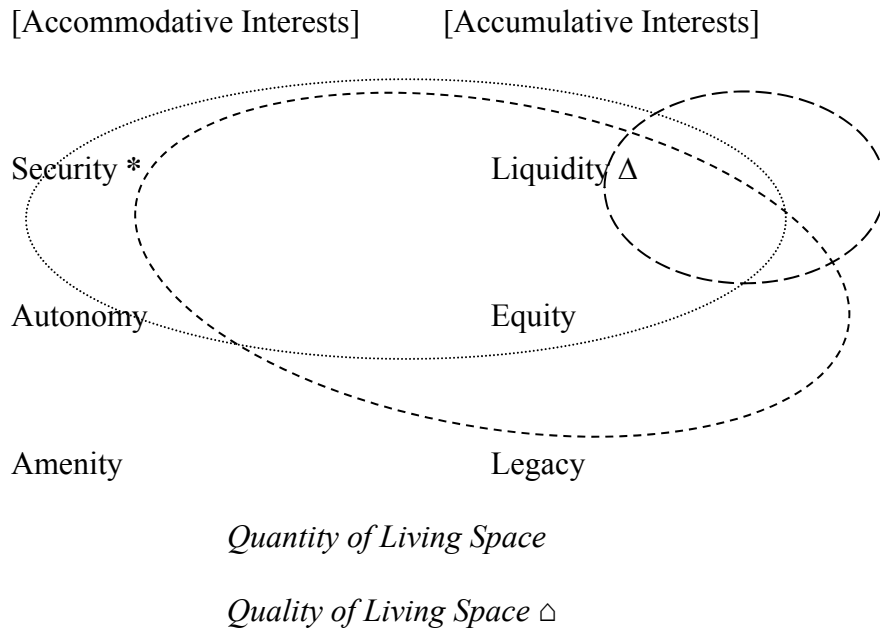 [Accommodative Interests] [Accumulative Interests]
Security * Liquidity Δ
Autonomy Equity
Amenity Legacy
Quantity of Living Space
Quality of Living Space ⌂